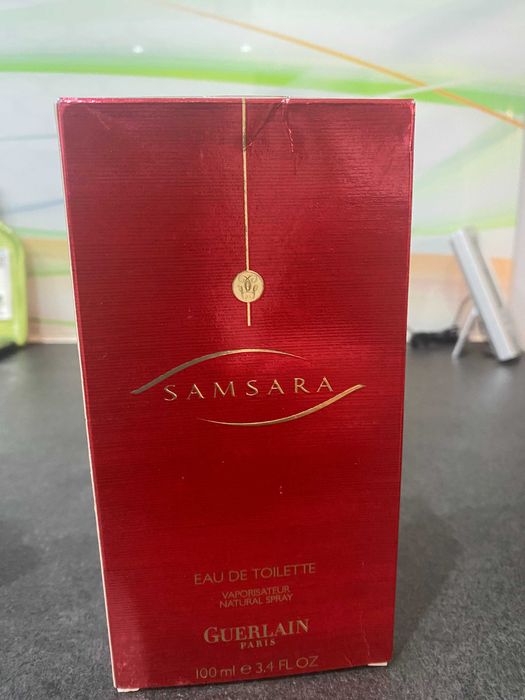 SAMSARA
EAU DE TOILETTE
VAPORISATEUR
NATURAL SPRAY
GUERLAIN
PARIS
100 ml e 3.4 FL OZ